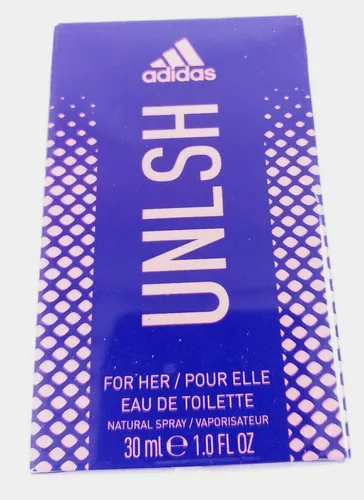 adidas
UNLSH
FOR HER / POUR ELLE
EAU DE TOILETTE
NATURAL SPRAY / VAPORISATEUR
30 ml ℮ 1.0 FL OZ